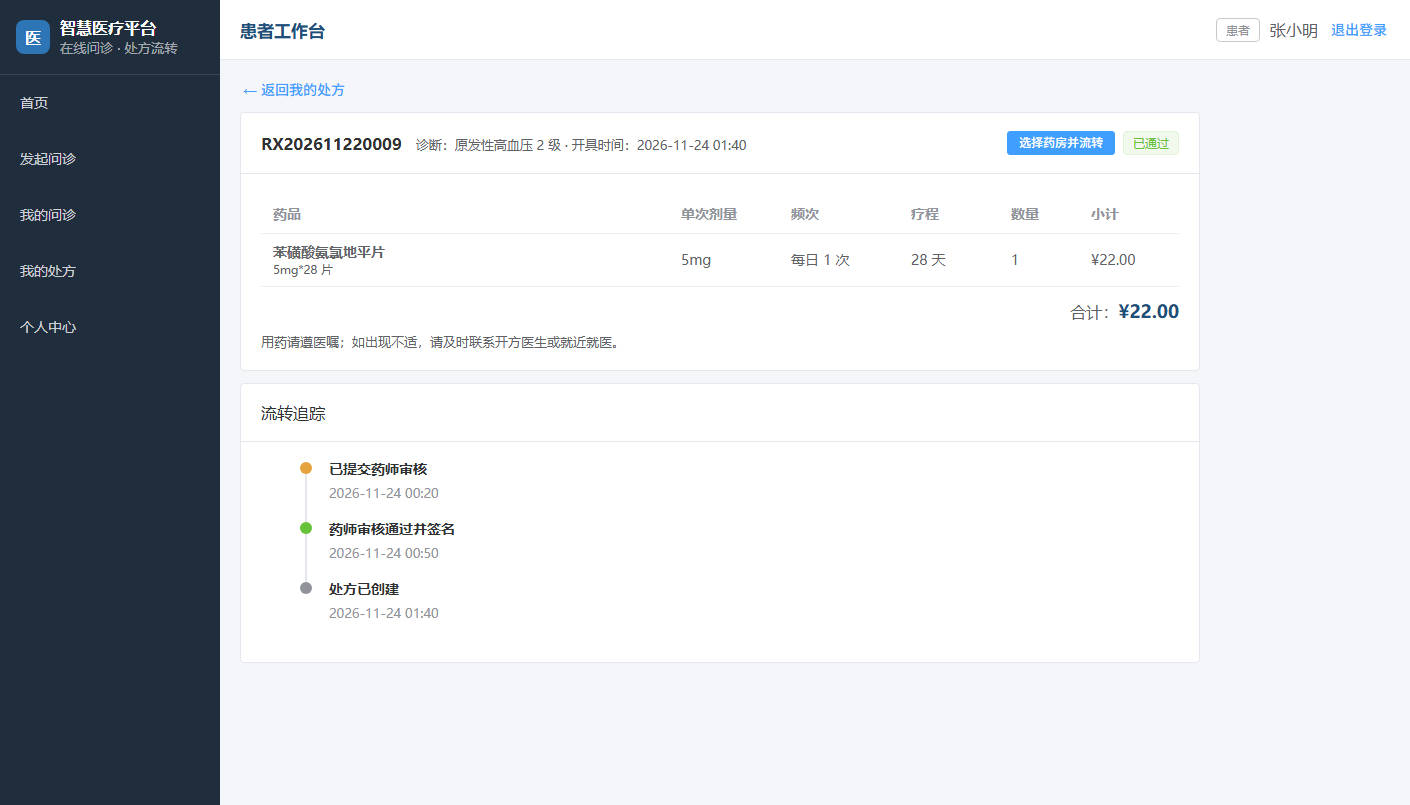 医
智慧医疗平台
在线问诊 · 处方流转
首页
发起问诊
我的问诊
我的处方
个人中心
患者工作台
患者 张小明 退出登录
← 返回我的处方
RX202611220009 诊断：原发性高血压 2 级 · 开具时间：2026-11-24 01:40 选择药房并流转 已通过
药品 单次剂量 频次 疗程 数量 小计
苯磺酸氨氯地平片
5mg*28 片
5mg 每日 1 次 28 天 1 ¥22.00
合计：¥22.00
用药请遵医嘱；如出现不适，请及时联系开方医生或就近就医。
流转追踪
已提交药师审核
2026-11-24 00:20
药师审核通过并签名
2026-11-24 00:50
处方已创建
2026-11-24 01:40